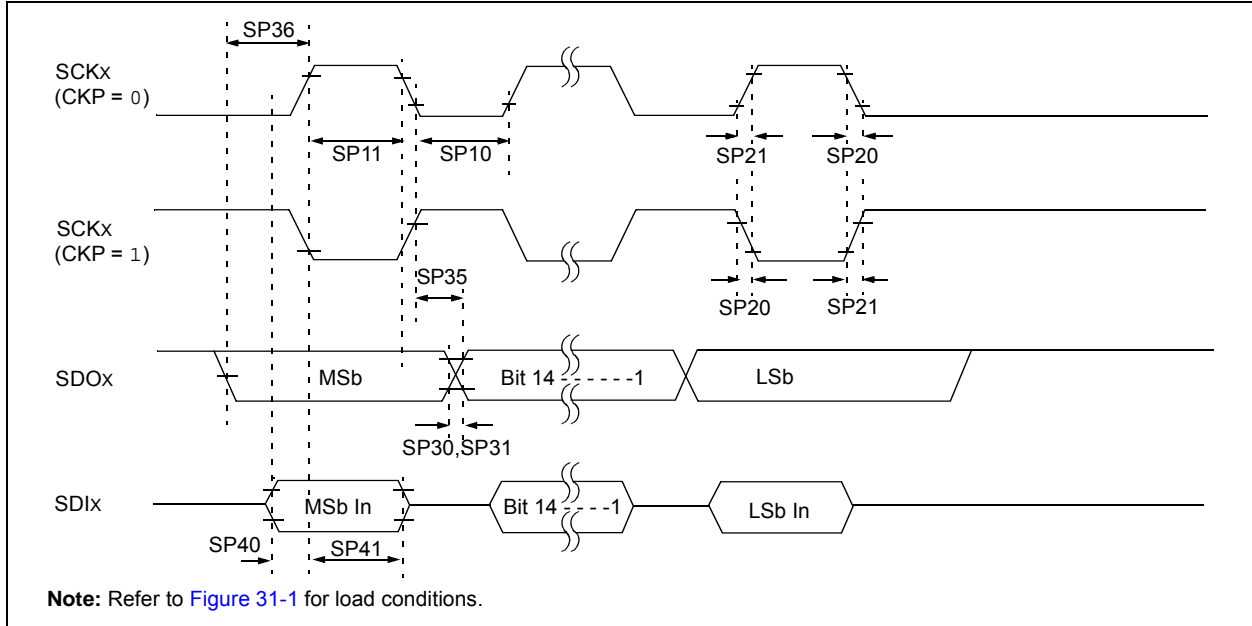 SP36
SCKx
(CKP = 0)
SP11
SP10
SP21
SP20
SCKx
(CKP = 1)
SP35
SP20
SP21
SDOx
MSb
Bit 14 - - - - - -1
LSb
SP30,SP31
SDIx
MSb In
Bit 14 - - - -1
LSb In
SP40
SP41
Note: Refer to Figure 31-1 for load conditions.